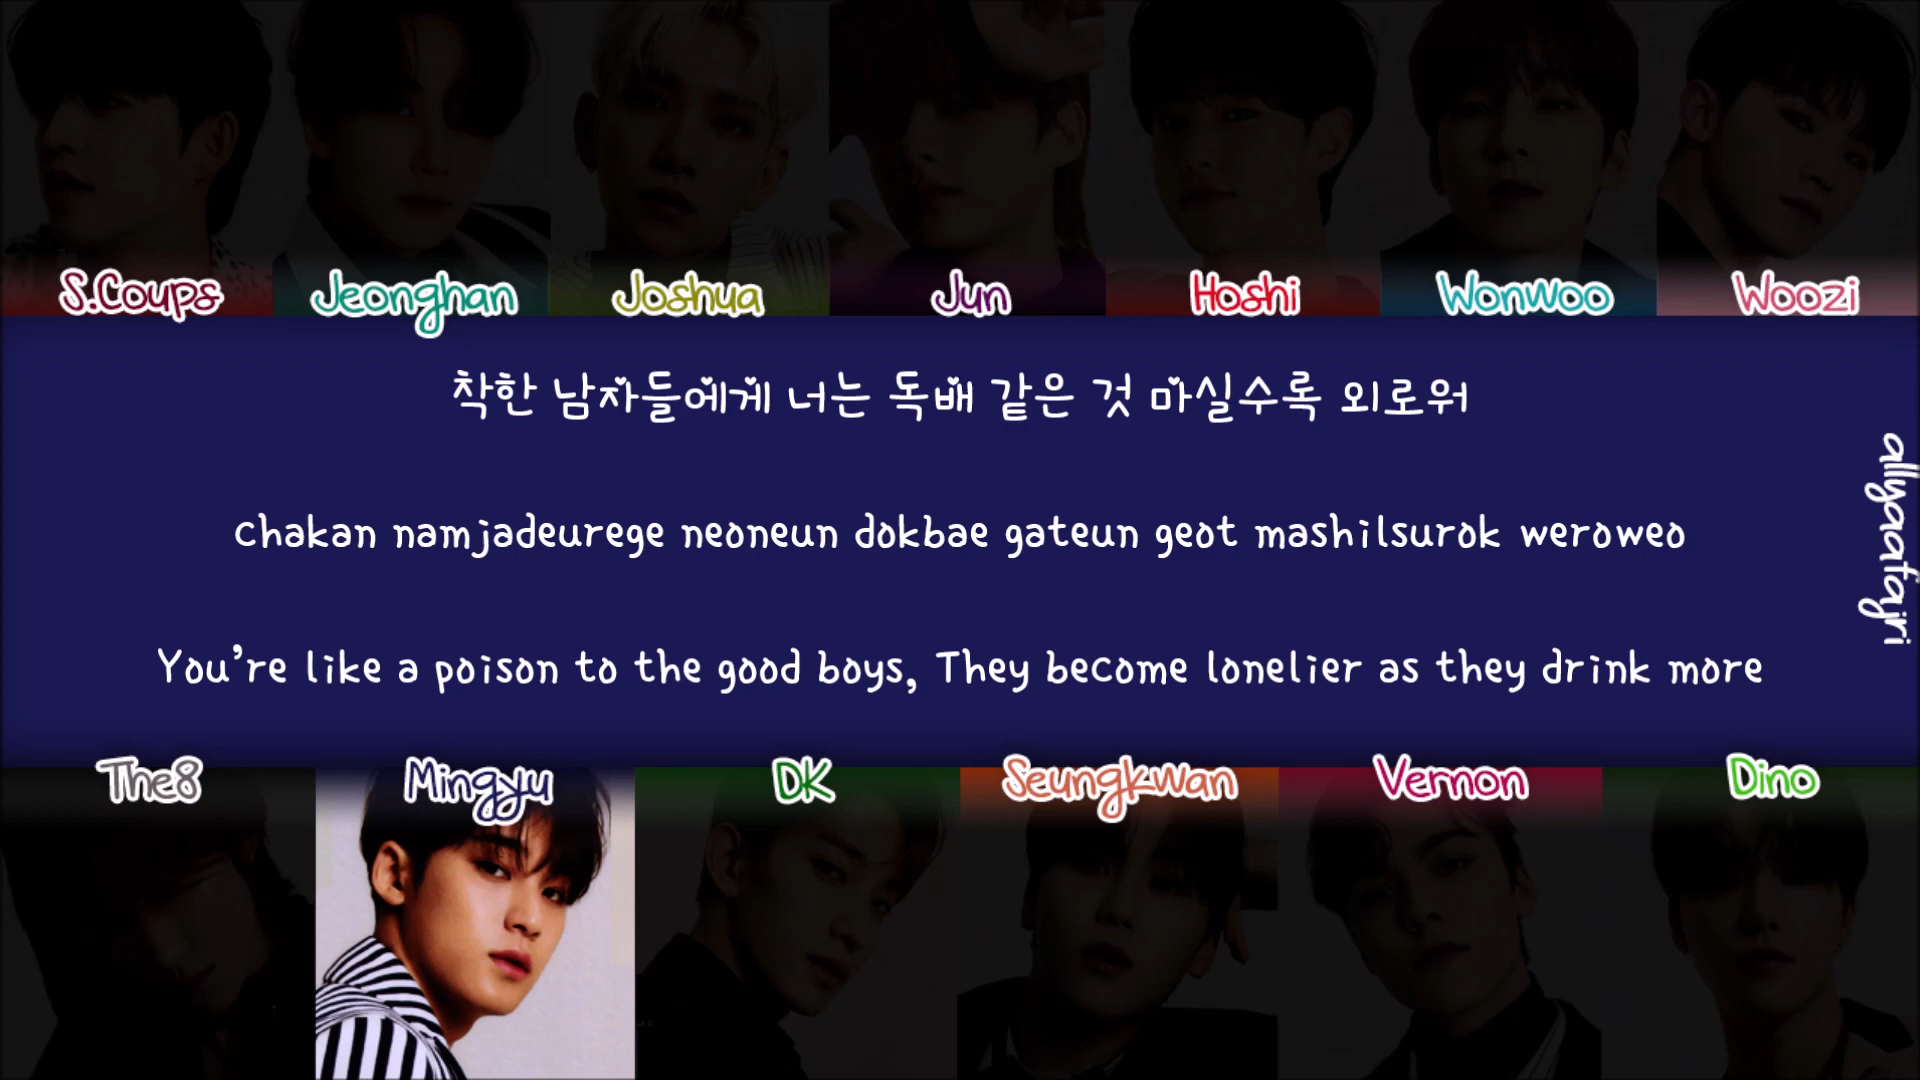 S.Coups Jeonghan Joshua Jun Hoshi Wonwoo Woozi
착한 남자들에게 너는 독배 같은 것 마실수록 외로워
chakan namjadeurege neoneun dokbae gateun geot mashilsurok weroweo
You're like a poison to the good boys, They become lonelier as they drink more
allyaafajri
The8 Mingyu DK Seungkwan Vernon Dino